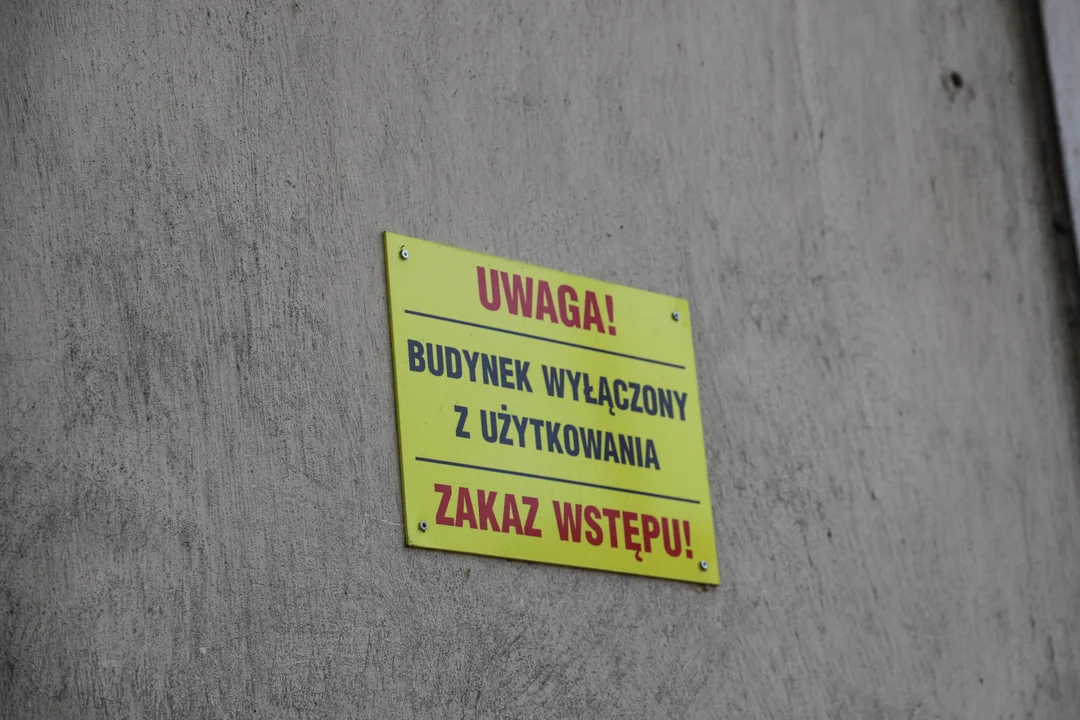 UWAGA!
BUDYNEK WYŁĄCZONY
Z UŻYTKOWANIA
ZAKAZ WSTĘPU!